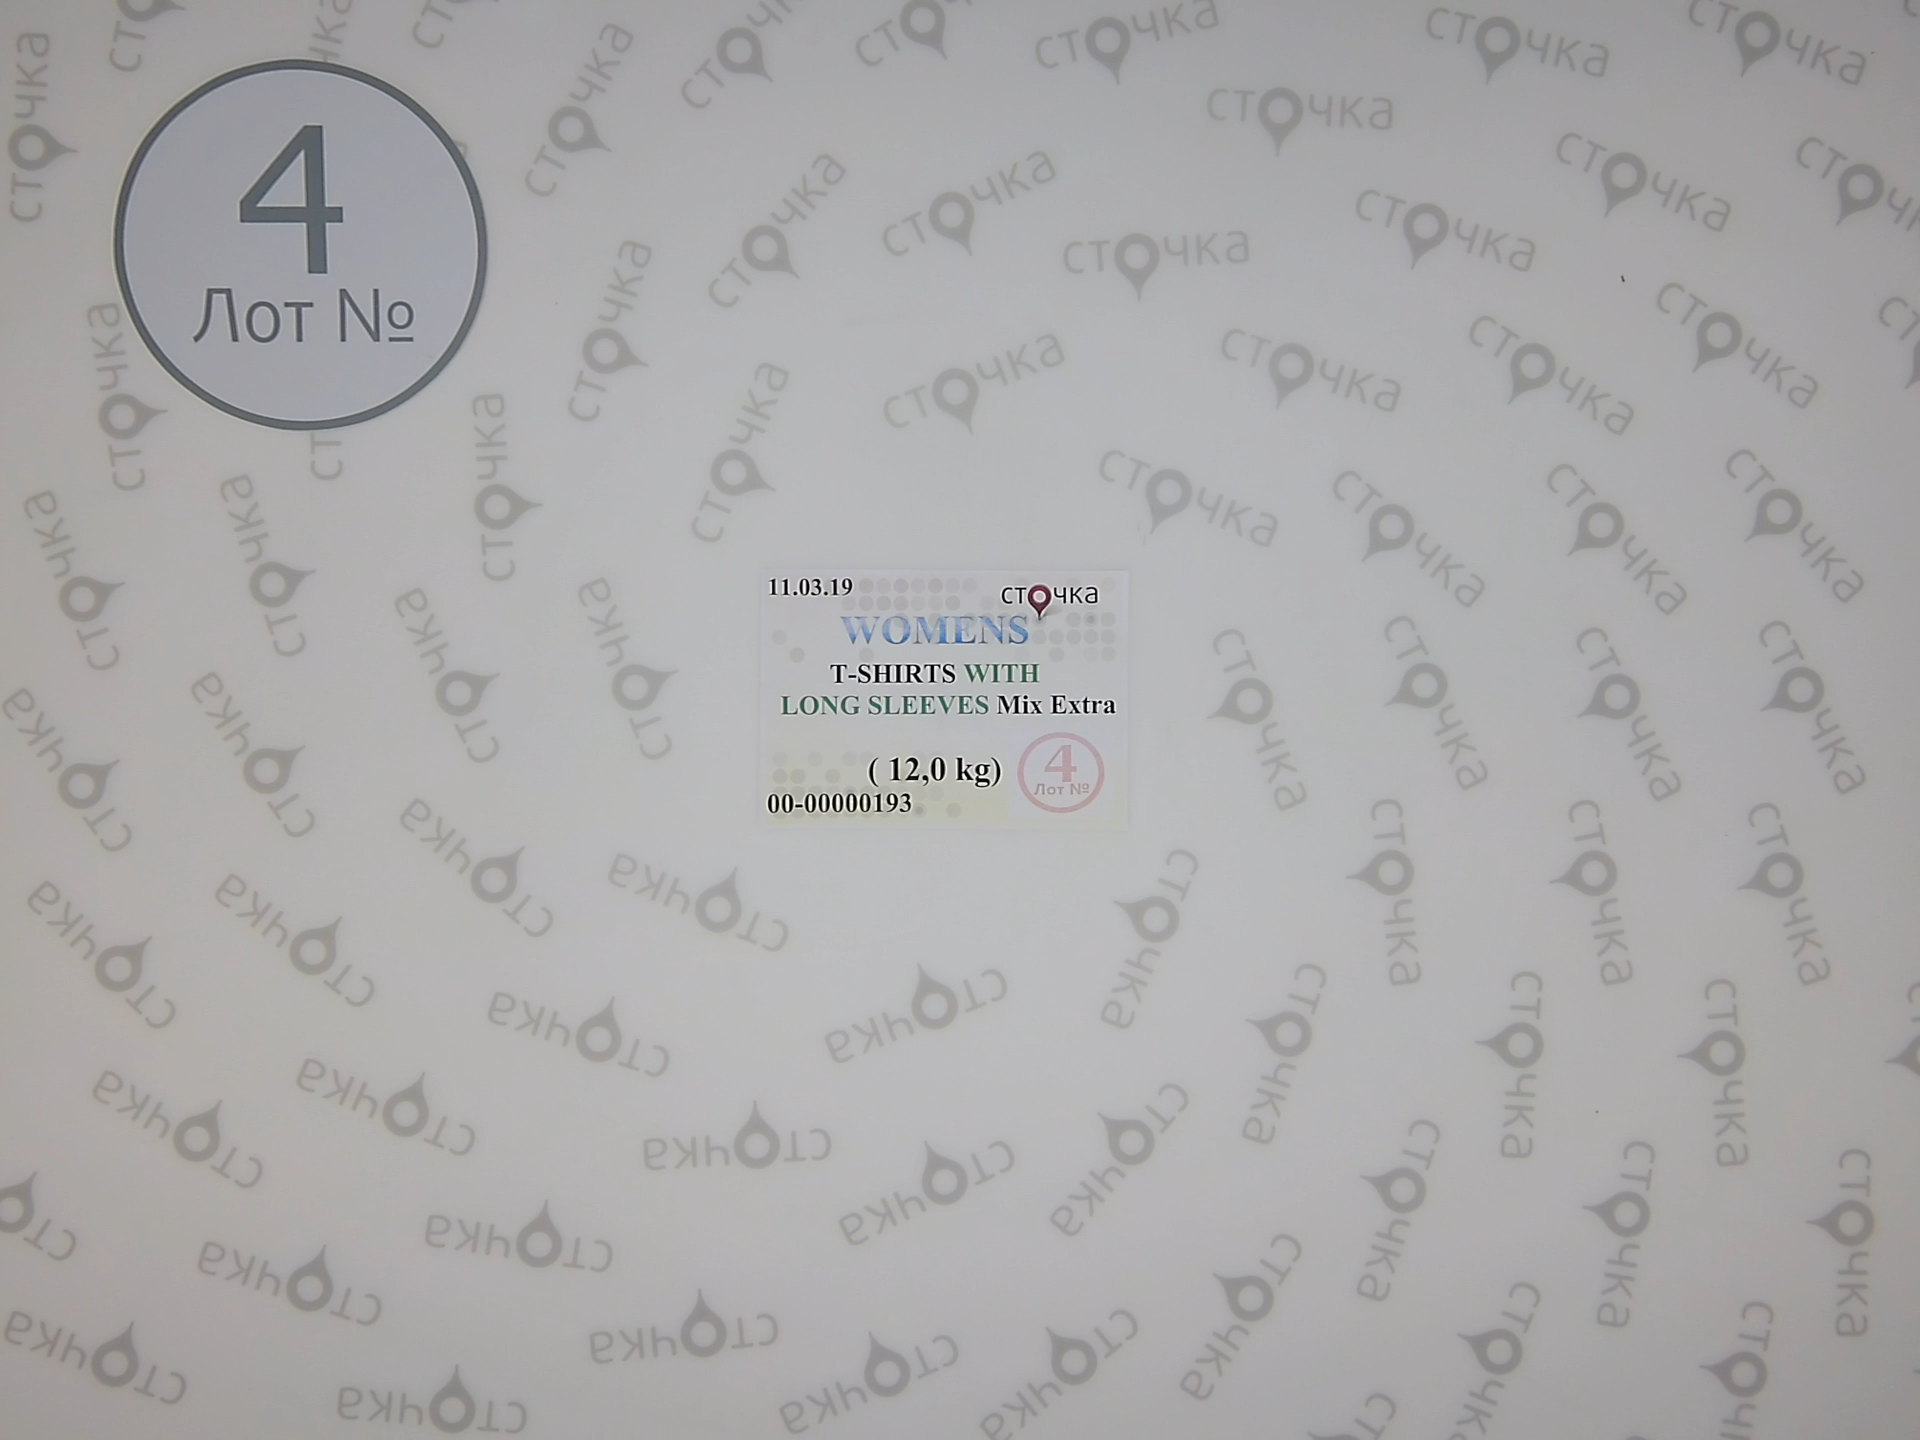 4
Лот №
11.03.19
сточка
WOMENS
T-SHIRTS WITH
LONG SLEEVES Mix Extra
( 12,0 kg)
4
Лот №
00-00000193